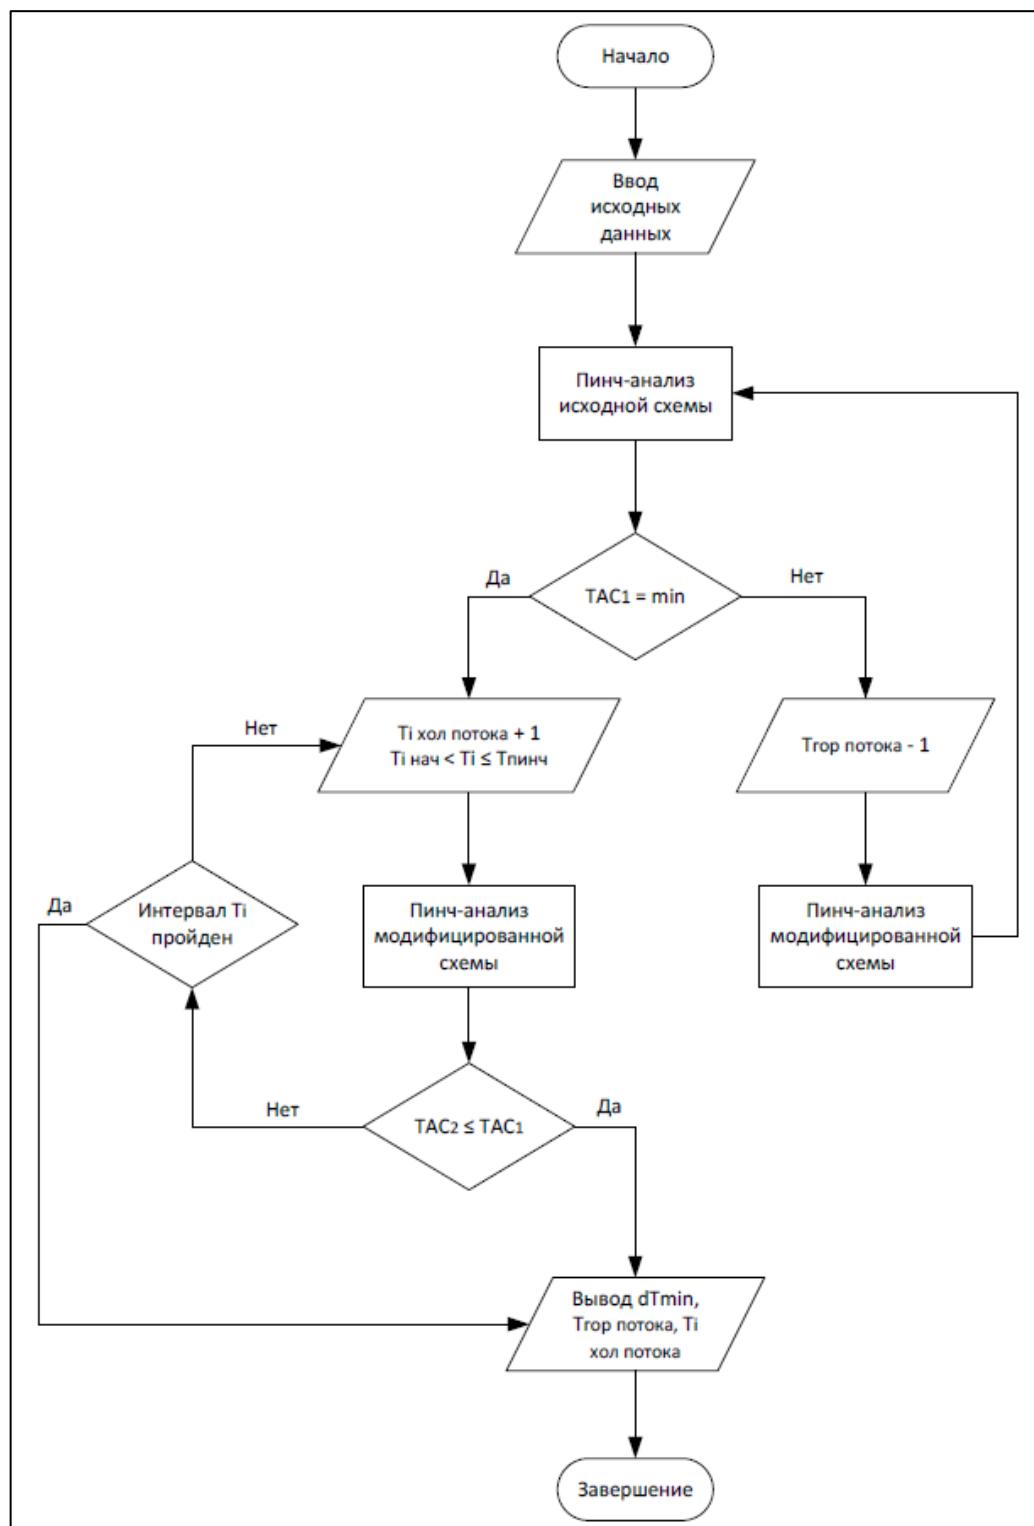 Начало
Ввод
исходных
данных
Пинч-анализ
исходной схемы
Да
TAC1 = min
Нет
Нет
Ti хол потока + 1
Ti нач < Ti ≤ Tпинч
Tгор потока - 1
Да
Интервал Ti
пройден
Пинч-анализ
модифицированной
схемы
Пинч-анализ
модифицированной
схемы
Нет
TAC2 ≤ TAC1
Да
Вывод dTmin,
Tгор потока, Ti
хол потока
Завершение